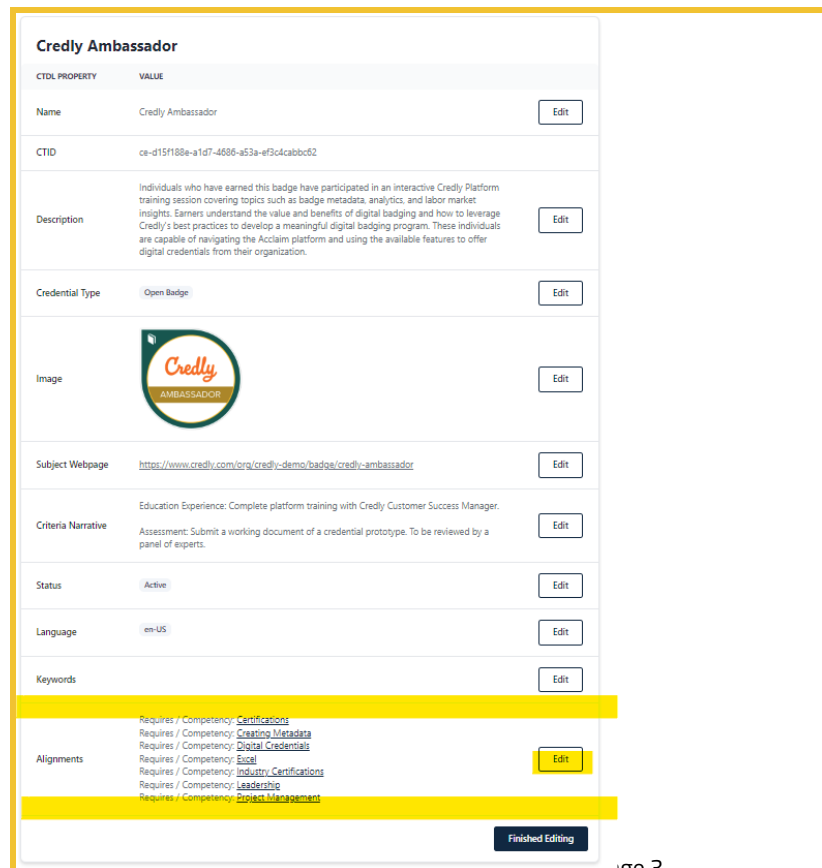 Credly Ambassador
CTDL PROPERTY VALUE
Name Credly Ambassador Edit
CTID ce-d15f188e-a1d7-4686-a53a-ef3c4cabbc62
Individuals who have earned this badge have participated in an interactive Credly Platform
training session covering topics such as badge metadata, analytics, and labor market
insights. Earners understand the value and benefits of digital badging and how to leverage
Description Credly's best practices to develop a meaningful digital badging program. These individuals Edit
are capable of navigating the Acclaim platform and using the available features to offer
digital credentials from their organization.
Credential Type Open Badge Edit
Credly
Image Edit
AMBASSADOR
Subject Webpage https://www.credly.com/org/credly-demo/badge/credly-ambassador Edit
Education Experience: Complete platform training with Credly Customer Success Manager.
Criteria Narrative Edit
Assessment: Submit a working document of a credential prototype. To be reviewed by a
panel of experts.
Status Active Edit
Language en-US Edit
Keywords Edit
Requires / Competency: Certifications
Requires / Competency: Creating Metadata
Requires / Competency: Digital Credentials
Alignments Requires / Competency: Excel Edit
Requires / Competency: Industry Certifications
Requires / Competency: Leadership
Requires / Competency: Project Management
Finished Editing